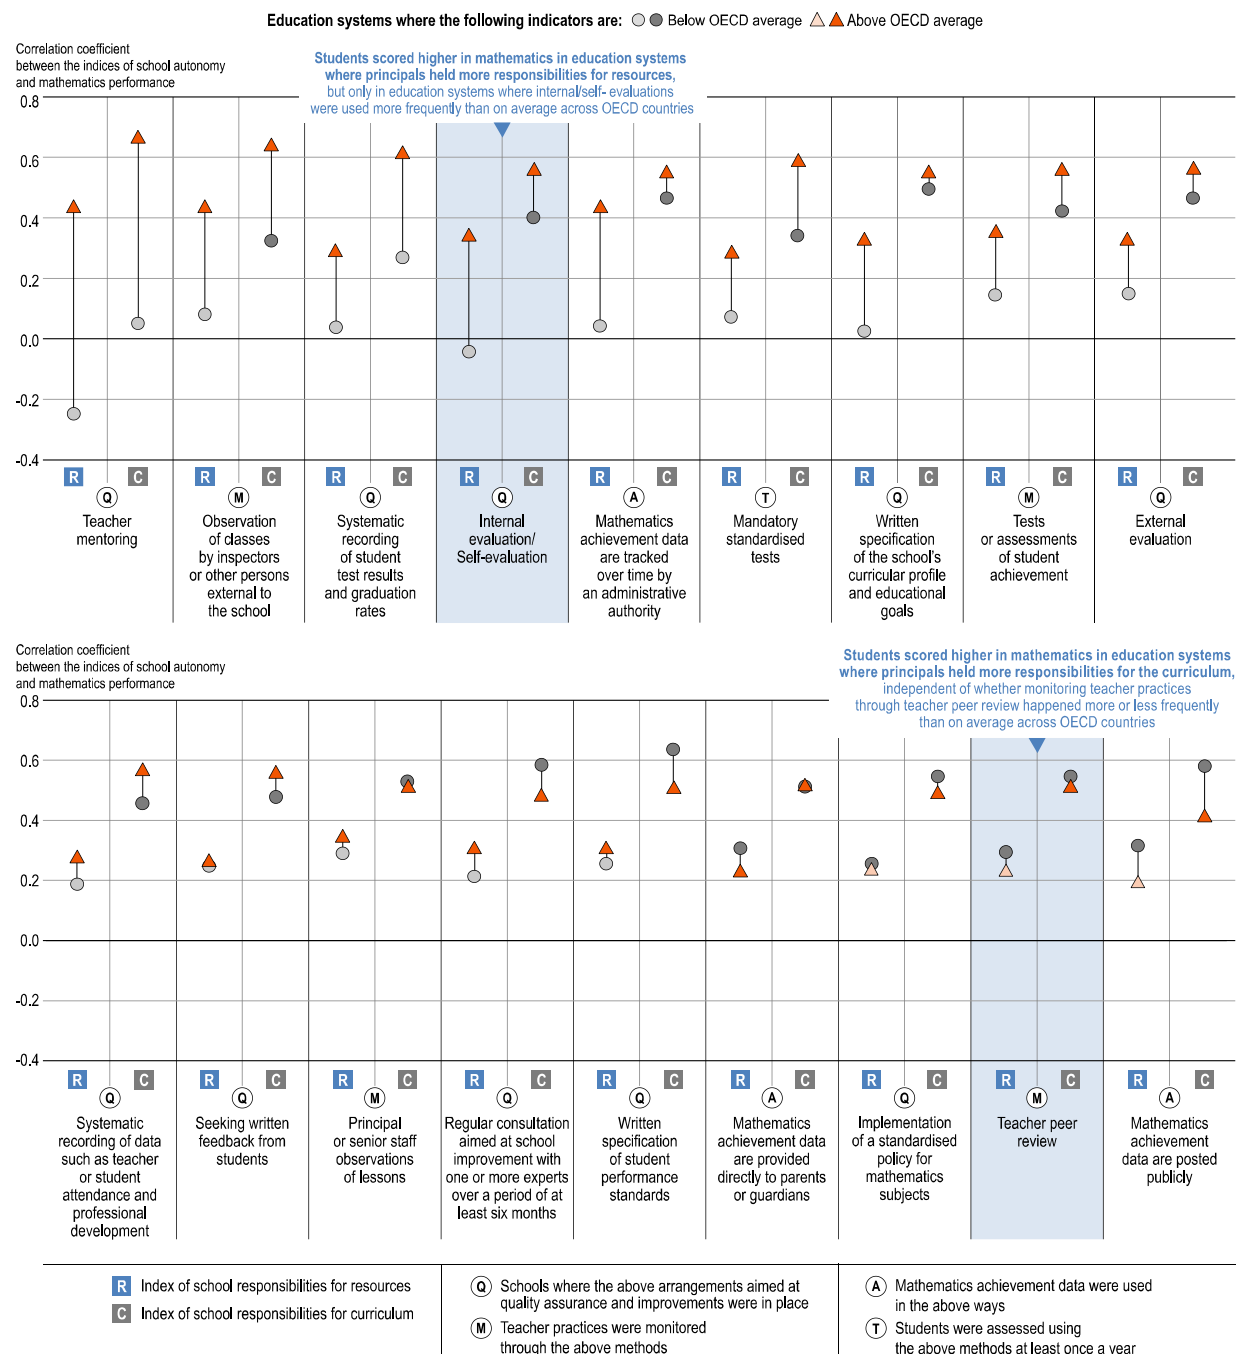 Education systems where the following indicators are: Below OECD average Above OECD average
Correlation coefficient
between the indices of school autonomy
and mathematics performance
Students scored higher in mathematics in education systems
where principals held more responsibilities for resources,
but only in education systems where internal/self- evaluations
were used more frequently than on average across OECD countries
0.8
0.6
0.4
0.2
0.0
-0.2
-0.4
R C R C R C R C R C R C R C R C R C
Q M Q Q A T Q M Q
Teacher
mentoring
Observation
of classes
by inspectors
or other persons
external to
the school
Systematic
recording
of student
test results
and graduation
rates
Internal
evaluation/
Self-evaluation
Mathematics
achievement data
are tracked
over time by
an administrative
authority
Mandatory
standardised
tests
Written
specification
of the school's
curricular profile
and educational
goals
Tests
or assessments
of student
achievement
External
evaluation
Correlation coefficient
between the indices of school autonomy
and mathematics performance
Students scored higher in mathematics in education systems
where principals held more responsibilities for the curriculum,
independent of whether monitoring teacher practices
through teacher peer review happened more or less frequently
than on average across OECD countries
0.8
0.6
0.4
0.2
0.0
-0.2
-0.4
R C R C R C R C R C R C R C R C R C
Q Q M Q Q A Q M A
Systematic
recording of data
such as teacher
or student
attendance and
professional
development
Seeking written
feedback from
students
Principal
or senior staff
observations
of lessons
Regular consultation
aimed at school
improvement with
one or more experts
over a period of at
least six months
Written
specification
of student
performance
standards
Mathematics
achievement data
are provided
directly to parents
or guardians
Implementation
of a standardised
policy for
mathematics
subjects
Teacher peer
review
Mathematics
achievement
data are posted
publicly
R Index of school responsibilities for resources
C Index of school responsibilities for curriculum
Q Schools where the above arrangements aimed at
quality assurance and improvements were in place
M Teacher practices were monitored
through the above methods
A Mathematics achievement data were used
in the above ways
T Students were assessed using
the above methods at least once a year